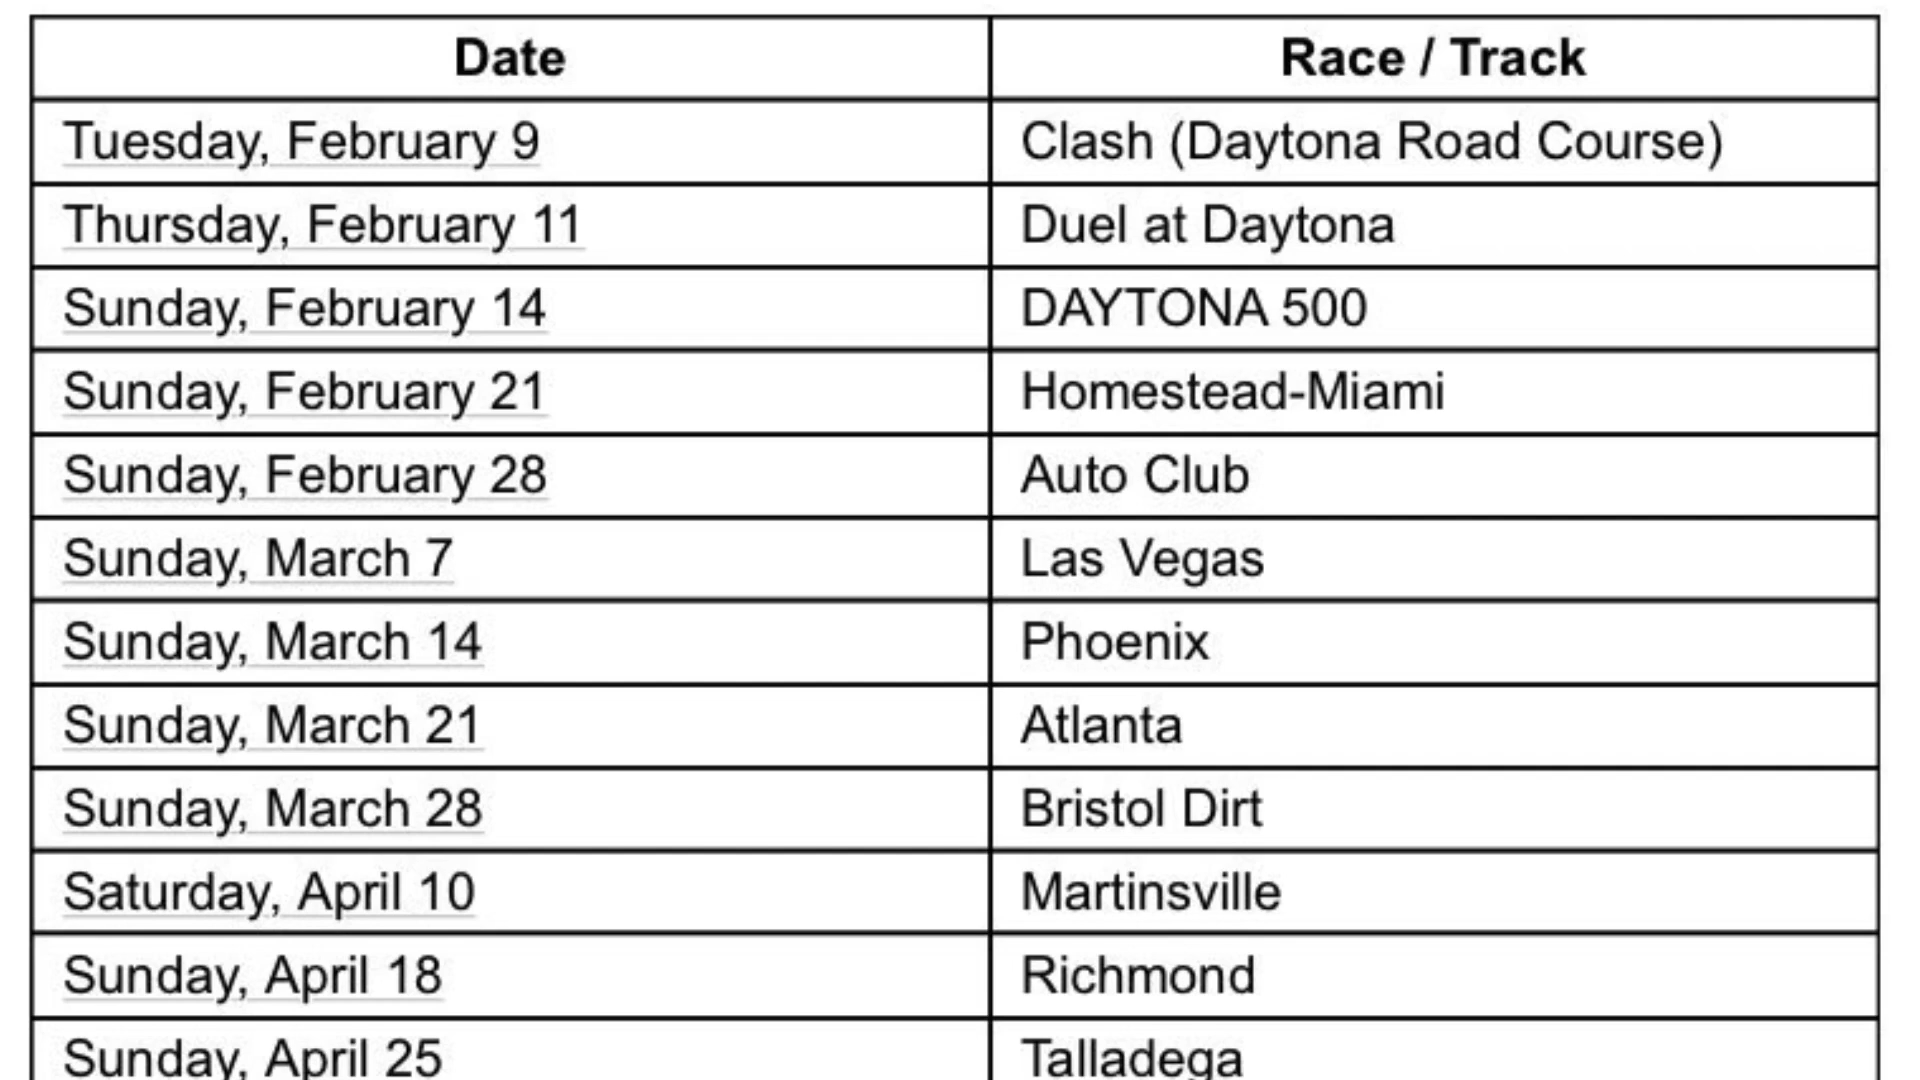 Date Race / Track
Tuesday, February 9 Clash (Daytona Road Course)
Thursday, February 11 Duel at Daytona
Sunday, February 14 DAYTONA 500
Sunday, February 21 Homestead-Miami
Sunday, February 28 Auto Club
Sunday, March 7 Las Vegas
Sunday, March 14 Phoenix
Sunday, March 21 Atlanta
Sunday, March 28 Bristol Dirt
Saturday, April 10 Martinsville
Sunday, April 18 Richmond
Sunday, April 25 Talladega